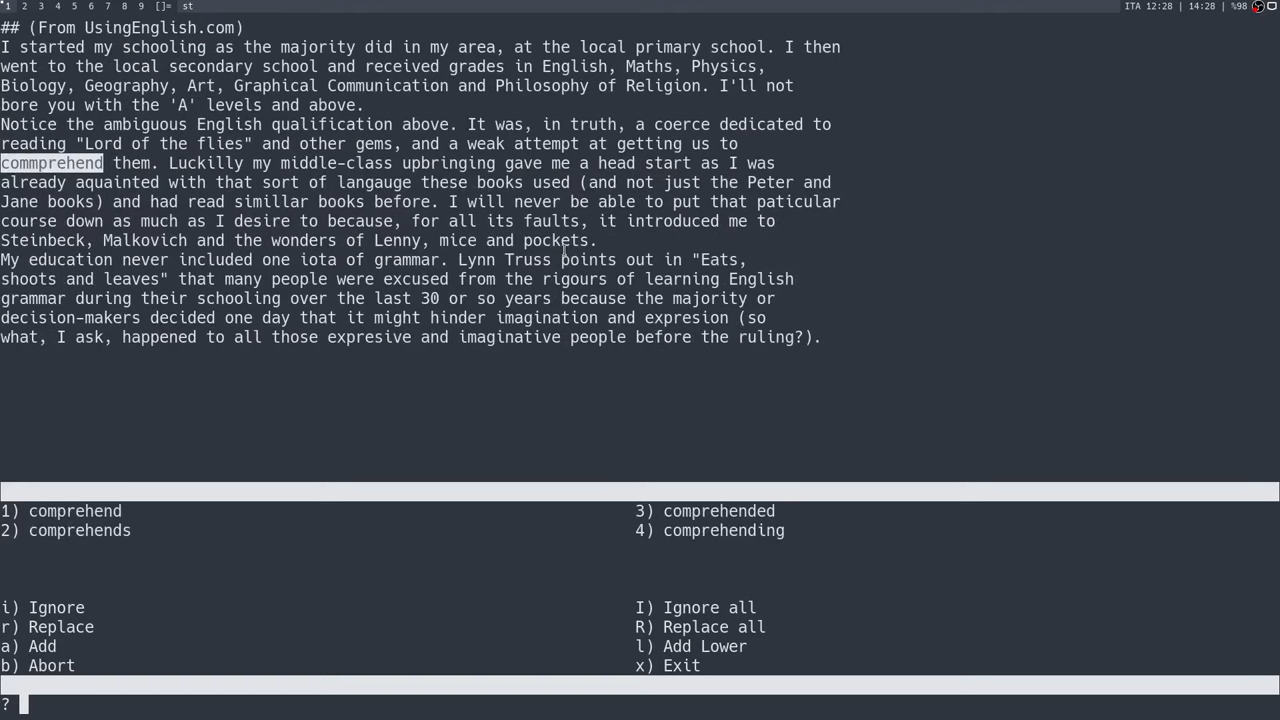 1 2 3 4 5 6 7 8 9 []= st ITA 12:28 | 14:28 | %98
## (From UsingEnglish.com)
I started my schooling as the majority did in my area, at the local primary school. I then
went to the local secondary school and received grades in English, Maths, Physics,
Biology, Geography, Art, Graphical Communication and Philosophy of Religion. I'll not
bore you with the 'A' levels and above.
Notice the ambiguous English qualification above. It was, in truth, a coerce dedicated to
reading "Lord of the flies" and other gems, and a weak attempt at getting us to
commprehend them. Luckilly my middle-class upbringing gave me a head start as I was
already aquainted with that sort of langauge these books used (and not just the Peter and
Jane books) and had read simillar books before. I will never be able to put that paticular
course down as much as I desire to because, for all its faults, it introduced me to
Steinbeck, Malkovich and the wonders of Lenny, mice and pockets.
My education never included one iota of grammar. Lynn Truss points out in "Eats,
shoots and leaves" that many people were excused from the rigours of learning English
grammar during their schooling over the last 30 or so years because the majority or
decision-makers decided one day that it might hinder imagination and expresion (so
what, I ask, happened to all those expresive and imaginative people before the ruling?).
1) comprehend 3) comprehended
2) comprehends 4) comprehending
i) Ignore I) Ignore all
r) Replace R) Replace all
a) Add l) Add Lower
b) Abort x) Exit
?